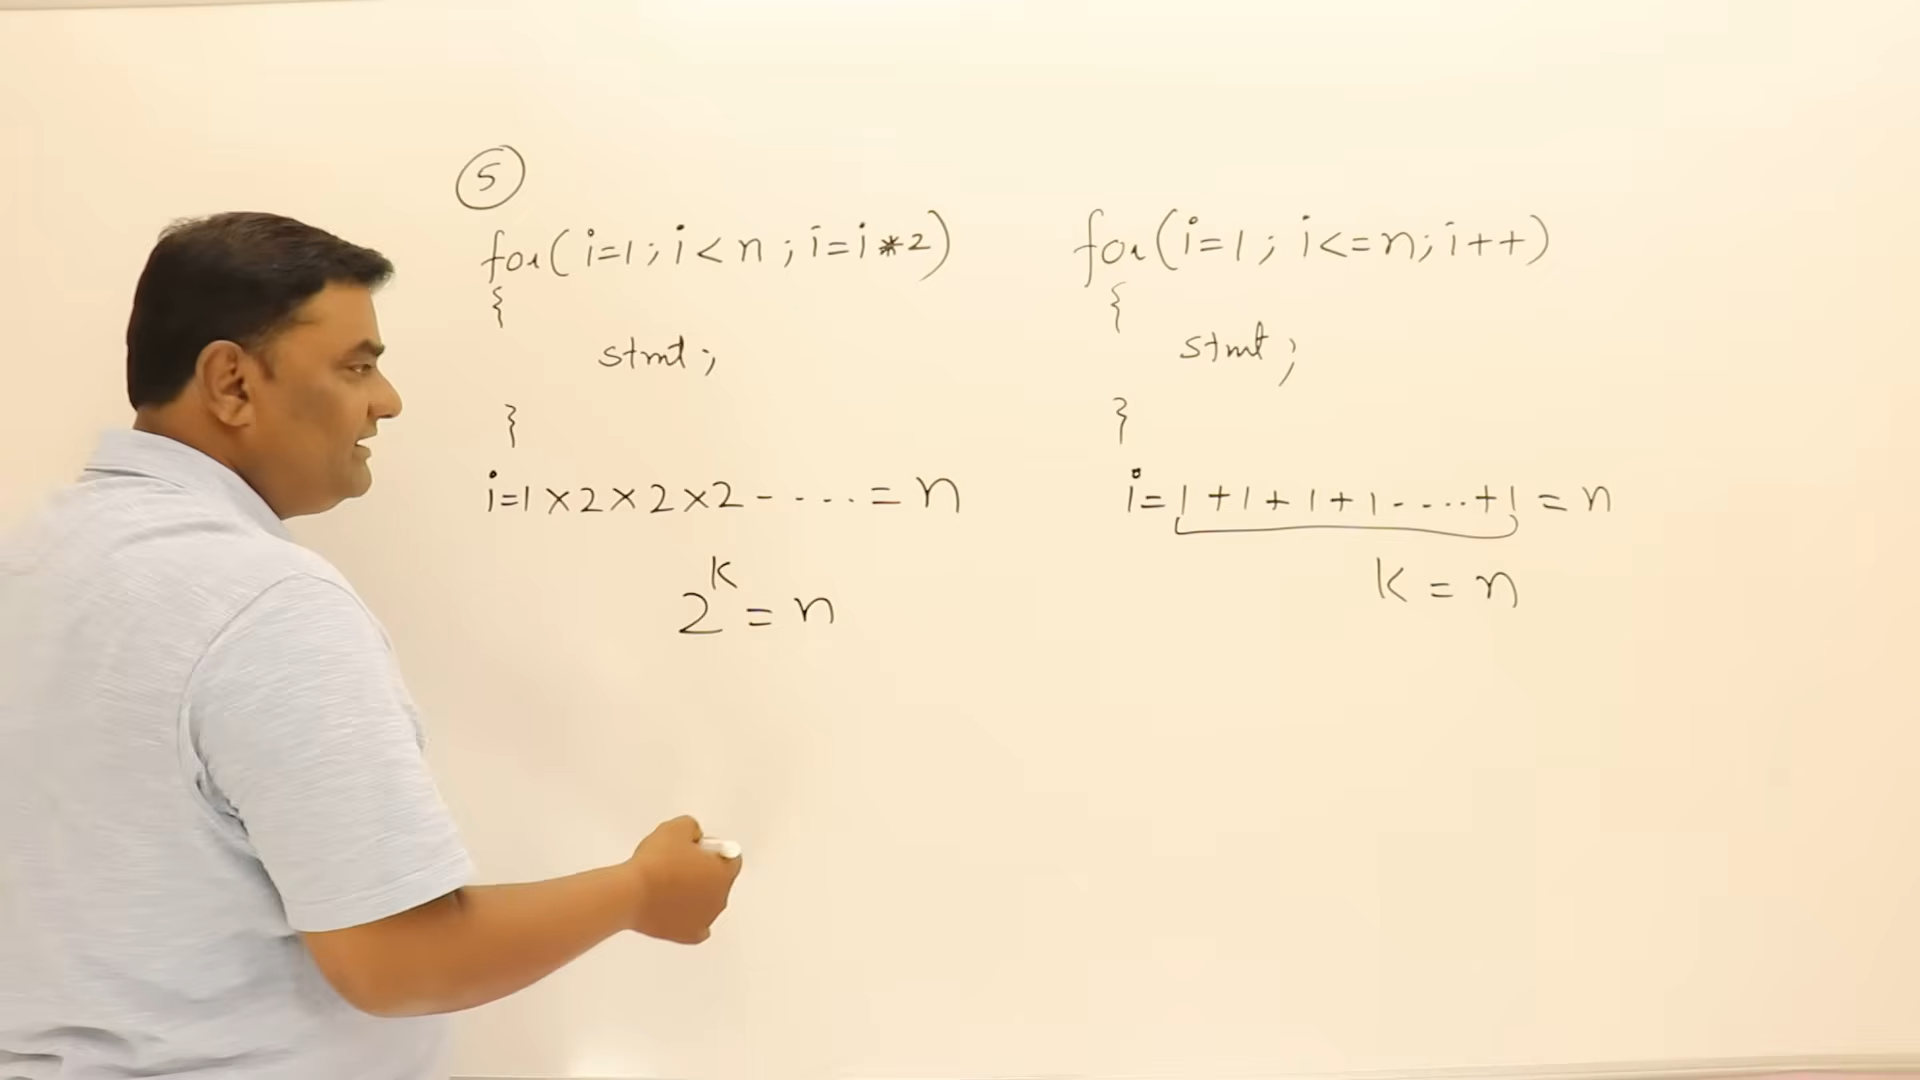 5
for(i=1;i<n;i=i*2)
{
stmt;
}
i=1×2×2×2-....=n
2^k=n
for(i=1;i<=n;i++)
{
stmt;
}
i=1+1+1+1-....+1=n
k=n